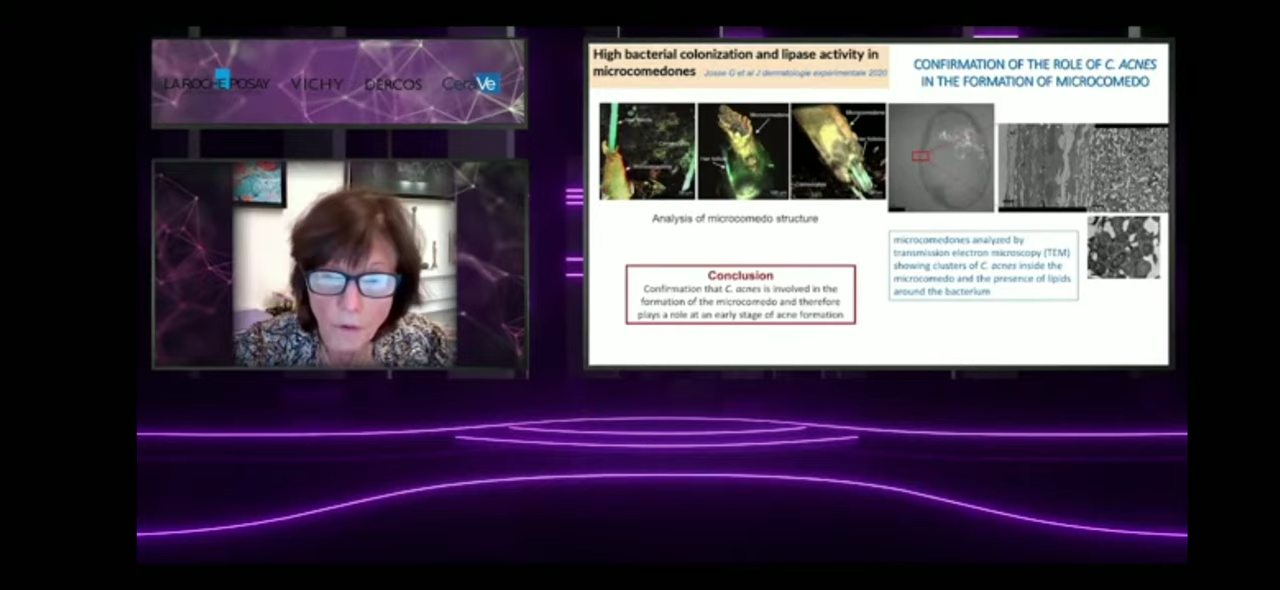 LA ROCHE POSAY VICHY DERCOS CeraVe
High bacterial colonization and lipase activity in
microcomedones Josse G et al J dermatologie experimentale 2020
CONFIRMATION OF THE ROLE OF C. ACNES
IN THE FORMATION OF MICROCOMEDO
Analysis of microcomedo structure
Conclusion
Confirmation that C. acnes is involved in the
formation of the microcomedo and therefore
plays a role at an early stage of acne formation
microcomedones analyzed by
transmission electron microscopy (TEM)
showing clusters of C. acnes inside the
microcomedo and the presence of lipids
around the bacterium